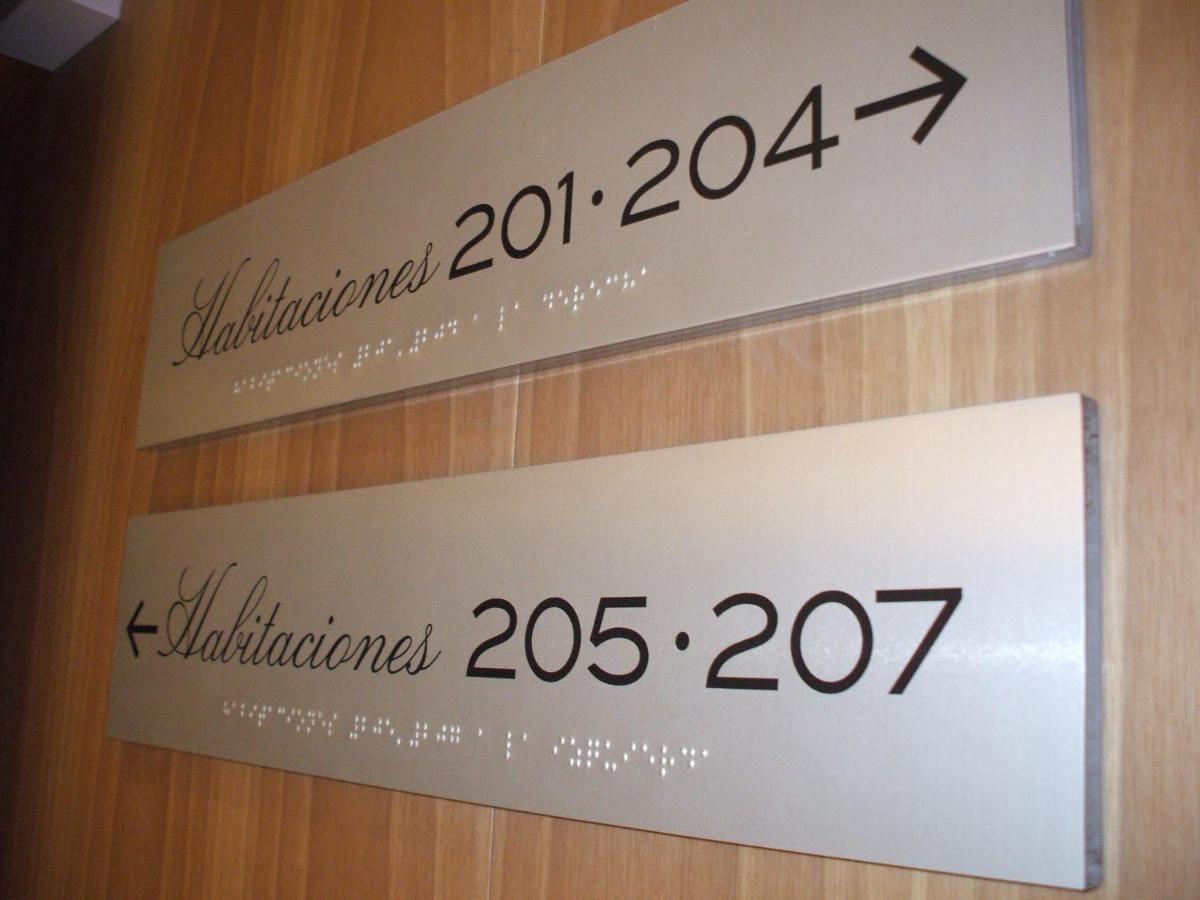 Habitaciones 201·204 →
← Habitaciones 205·207